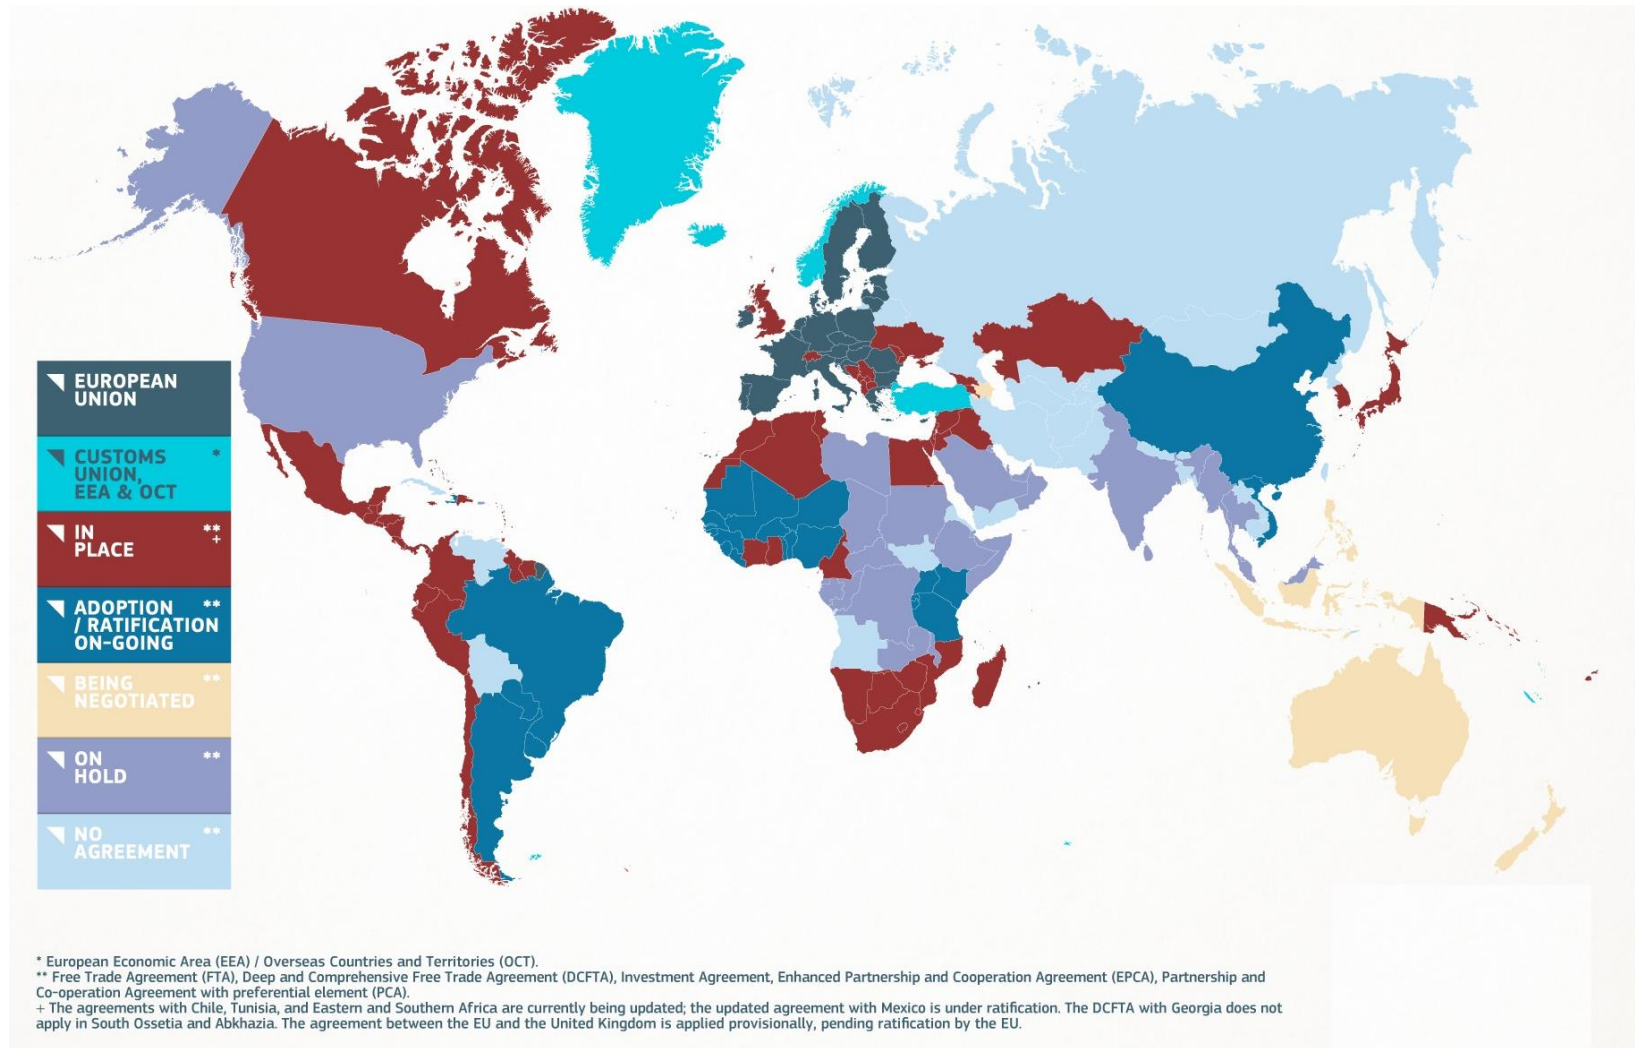 EUROPEAN
UNION
CUSTOMS *
UNION,
EEA & OCT
IN **
PLACE +
ADOPTION **
/ RATIFICATION
ON-GOING
BEING **
NEGOTIATED
ON **
HOLD
NO **
AGREEMENT
* European Economic Area (EEA) / Overseas Countries and Territories (OCT).
** Free Trade Agreement (FTA), Deep and Comprehensive Free Trade Agreement (DCFTA), Investment Agreement, Enhanced Partnership and Cooperation Agreement (EPCA), Partnership and
Co-operation Agreement with preferential element (PCA).
+ The agreements with Chile, Tunisia, and Eastern and Southern Africa are currently being updated; the updated agreement with Mexico is under ratification. The DCFTA with Georgia does not
apply in South Ossetia and Abkhazia. The agreement between the EU and the United Kingdom is applied provisionally, pending ratification by the EU.